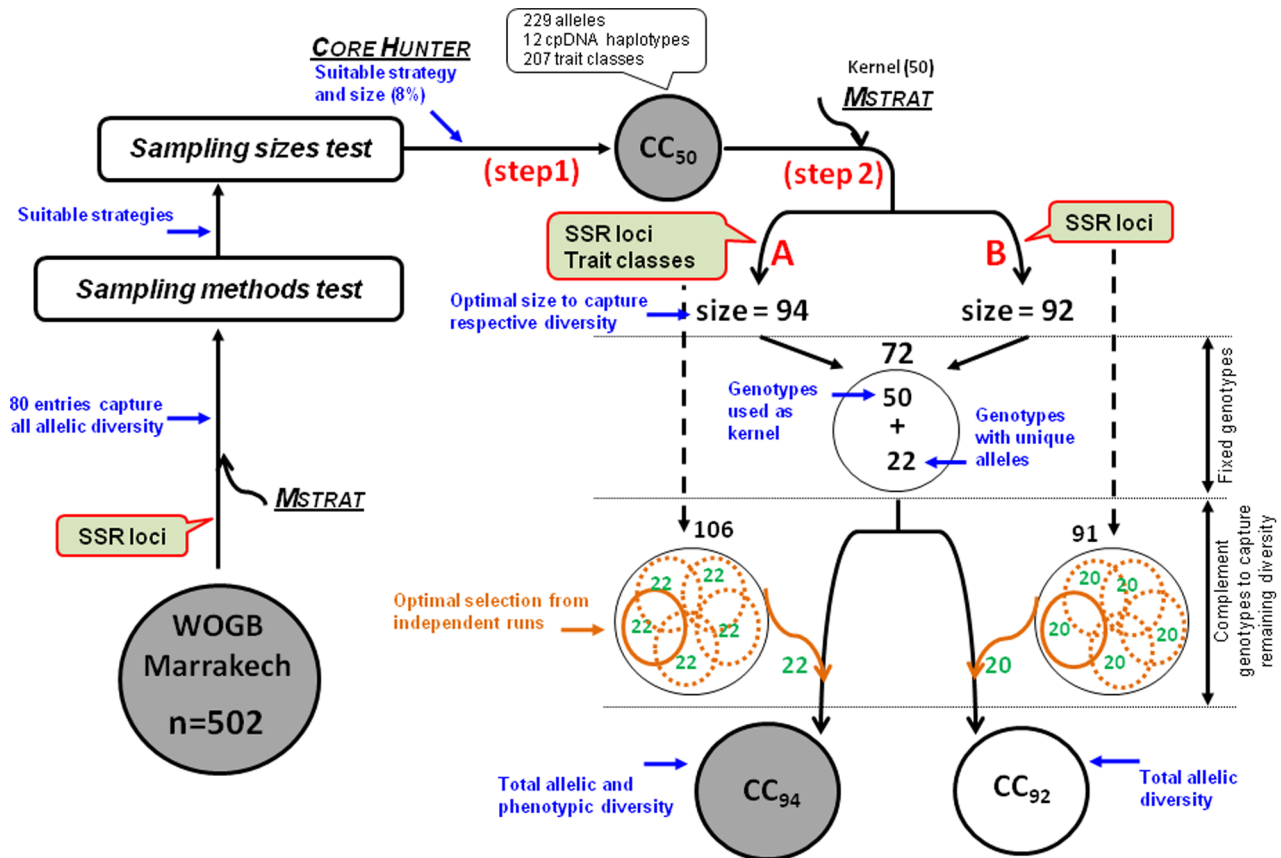 229 alleles
12 cpDNA haplotypes
207 trait classes
CORE HUNTER
Suitable strategy
and size (8%)
Kernel (50)
MSTRAT
Sampling sizes test
(step1)
CC50
(step 2)
Suitable strategies
SSR loci
Trait classes
A
B
SSR loci
Sampling methods test
Optimal size to capture
respective diversity
size = 94
size = 92
72
Genotypes
used as
kernel
50
+
22
Genotypes
with unique
alleles
Fixed genotypes
80 entries capture
all allelic diversity
MSTRAT
SSR loci
106
91
22
22
22
22
22
20
20
20
20
20
Optimal selection from
independent runs
22
20
Complement
genotypes to capture
remaining diversity
WOGB
Marrakech
n=502
Total allelic and
phenotypic diversity
CC94
CC92
Total allelic
diversity